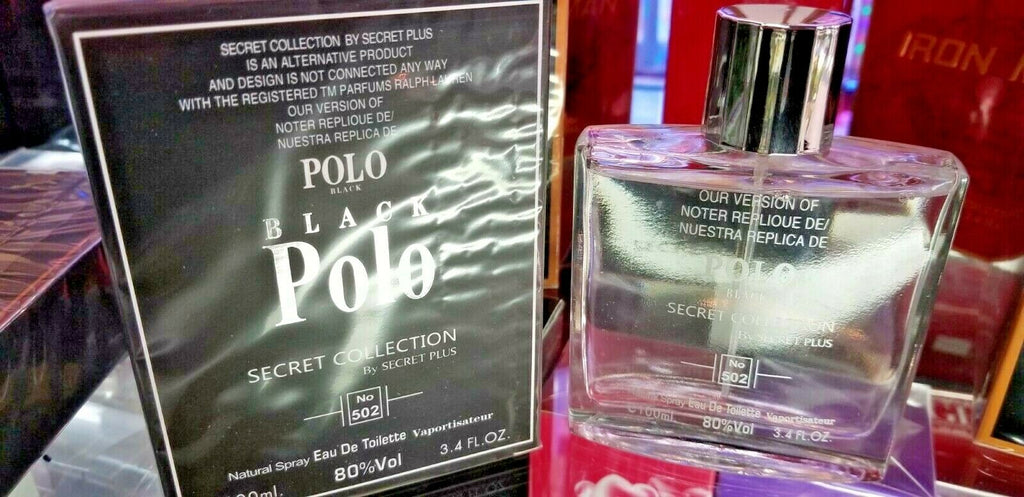 SECRET COLLECTION BY SECRET PLUS
IS AN ALTERNATIVE PRODUCT
AND DESIGN IS NOT CONNECTED ANY WAY
WITH THE REGISTERED TM PARFUMS RALPH LAUREN
OUR VERSION OF
NOTER REPLIOUE DE/
NUESTRA REPLICA DE
POLO
BLACK
BLACK
Polo
SECRET COLLECTION
By SECRET PLUS
No
502
Natural Spray Eau De Toilette Vaporisateur
80%Vol 3.4 FL.OZ.
OUR VERSION OF
NOTER REPLIOUE DE/
NUESTRA REPLICA DE
POLO
BLACK
SECRET COLLECTION
By SECRET PLUS
No
502
Spray Eau De Toilette Vaporisateur
100ml 80%Vol 3.4 FL.OZ.
IRON